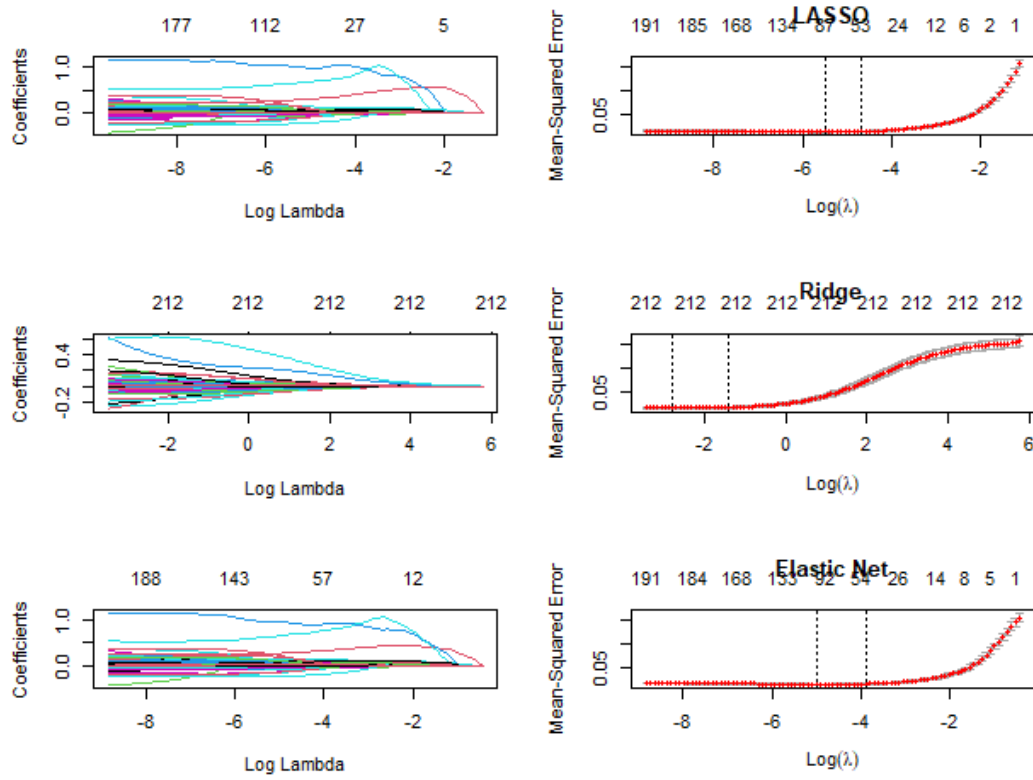 177 112 27 5
Coefficients
0.0 1.0
-8 -6 -4 -2
Log Lambda
LASSO
191 185 168 134 87 53 24 12 6 2 1
Mean-Squared Error
0.05
-8 -6 -4 -2
Log(λ)
212 212 212 212 212
Coefficients
-0.2 0.4
-2 0 2 4 6
Log Lambda
Ridge
212 212 212 212 212 212 212 212 212
Mean-Squared Error
0.05
-2 0 2 4 6
Log(λ)
188 143 57 12
Coefficients
0.0 1.0
-8 -6 -4 -2
Log Lambda
Elastic Net
191 184 168 133 92 54 26 14 8 5 1
Mean-Squared Error
0.05
-8 -6 -4 -2
Log(λ)